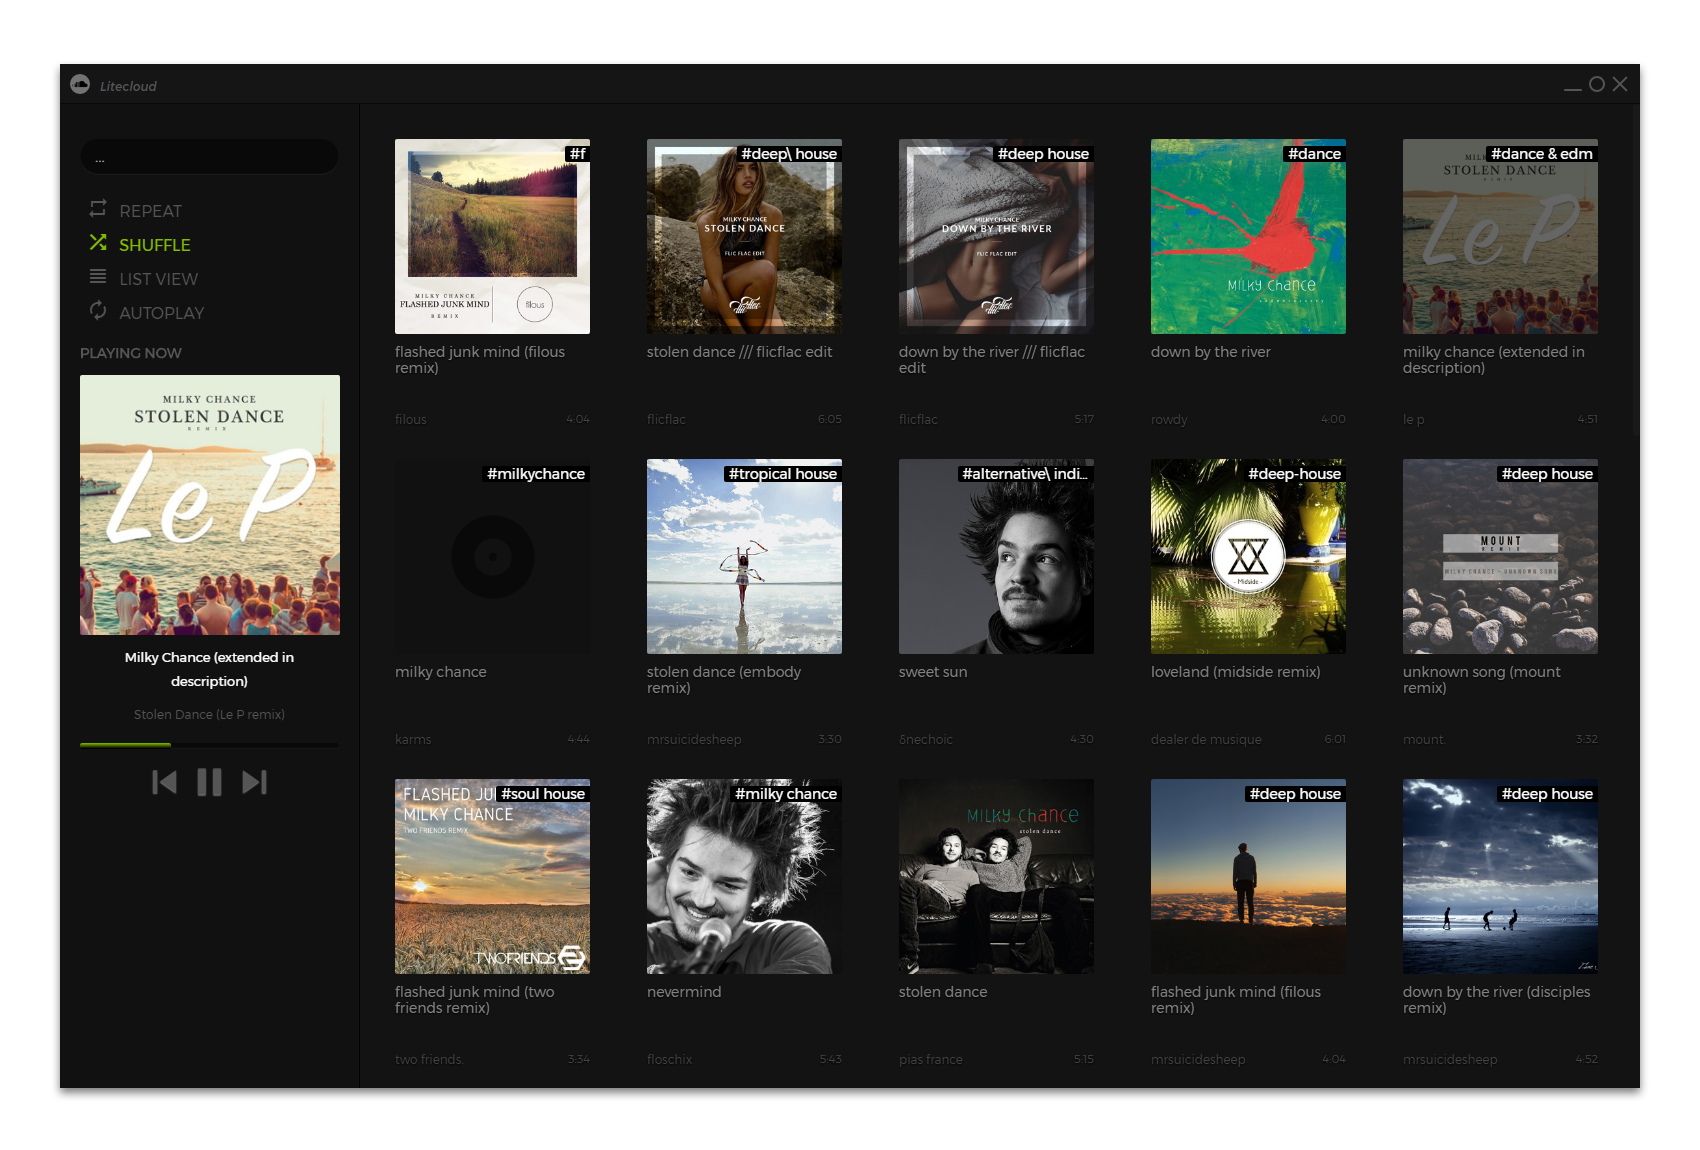 Litecloud
...
REPEAT
SHUFFLE
LIST VIEW
AUTOPLAY
PLAYING NOW
MILKY CHANCE
STOLEN DANCE
REMIX
Le P
Milky Chance (extended in
description)
Stolen Dance (Le P remix)
#f
MILKY CHANCE
FLASHED JUNK MIND
REMIX
filous
flashed junk mind (filous
remix)
filous 4:04
#deep\ house
MILKY CHANCE
STOLEN DANCE
FLIC FLAC EDIT
stolen dance /// flicflac edit
flicflac 6:05
#deep house
MILKY CHANCE
DOWN BY THE RIVER
FLIC FLAC EDIT
down by the river /// flicflac
edit
flicflac 5:17
#dance
MILKY CHANCE
down by the river
rowdy 4:00
#dance & edm
STOLEN DANCE
REMIX
Le P
milky chance (extended in
description)
le p 4:51
#milkychance
milky chance
karms 4:44
#tropical house
stolen dance (embody
remix)
mrsuicidesheep 3:30
#alternative\ indi...
sweet sun
δnechoic 4:30
#deep-house
- Midside -
loveland (midside remix)
dealer de musique 6:01
#deep house
MOUNT
REMIX
MILKY CHANCE - UNKNOWN SONG
unknown song (mount
remix)
mount. 3:32
#soul house
FLASHED JU
MILKY CHANCE
TWO FRIENDS REMIX
TWOFRIENDS
flashed junk mind (two
friends remix)
two friends. 3:34
#milky chance
nevermind
floschix 5:43
MILKY CHANCE
stolen dance
stolen dance
pias france 5:15
#deep house
flashed junk mind (filous
remix)
mrsuicidesheep 4:04
#deep house
down by the river (disciples
remix)
mrsuicidesheep 4:52